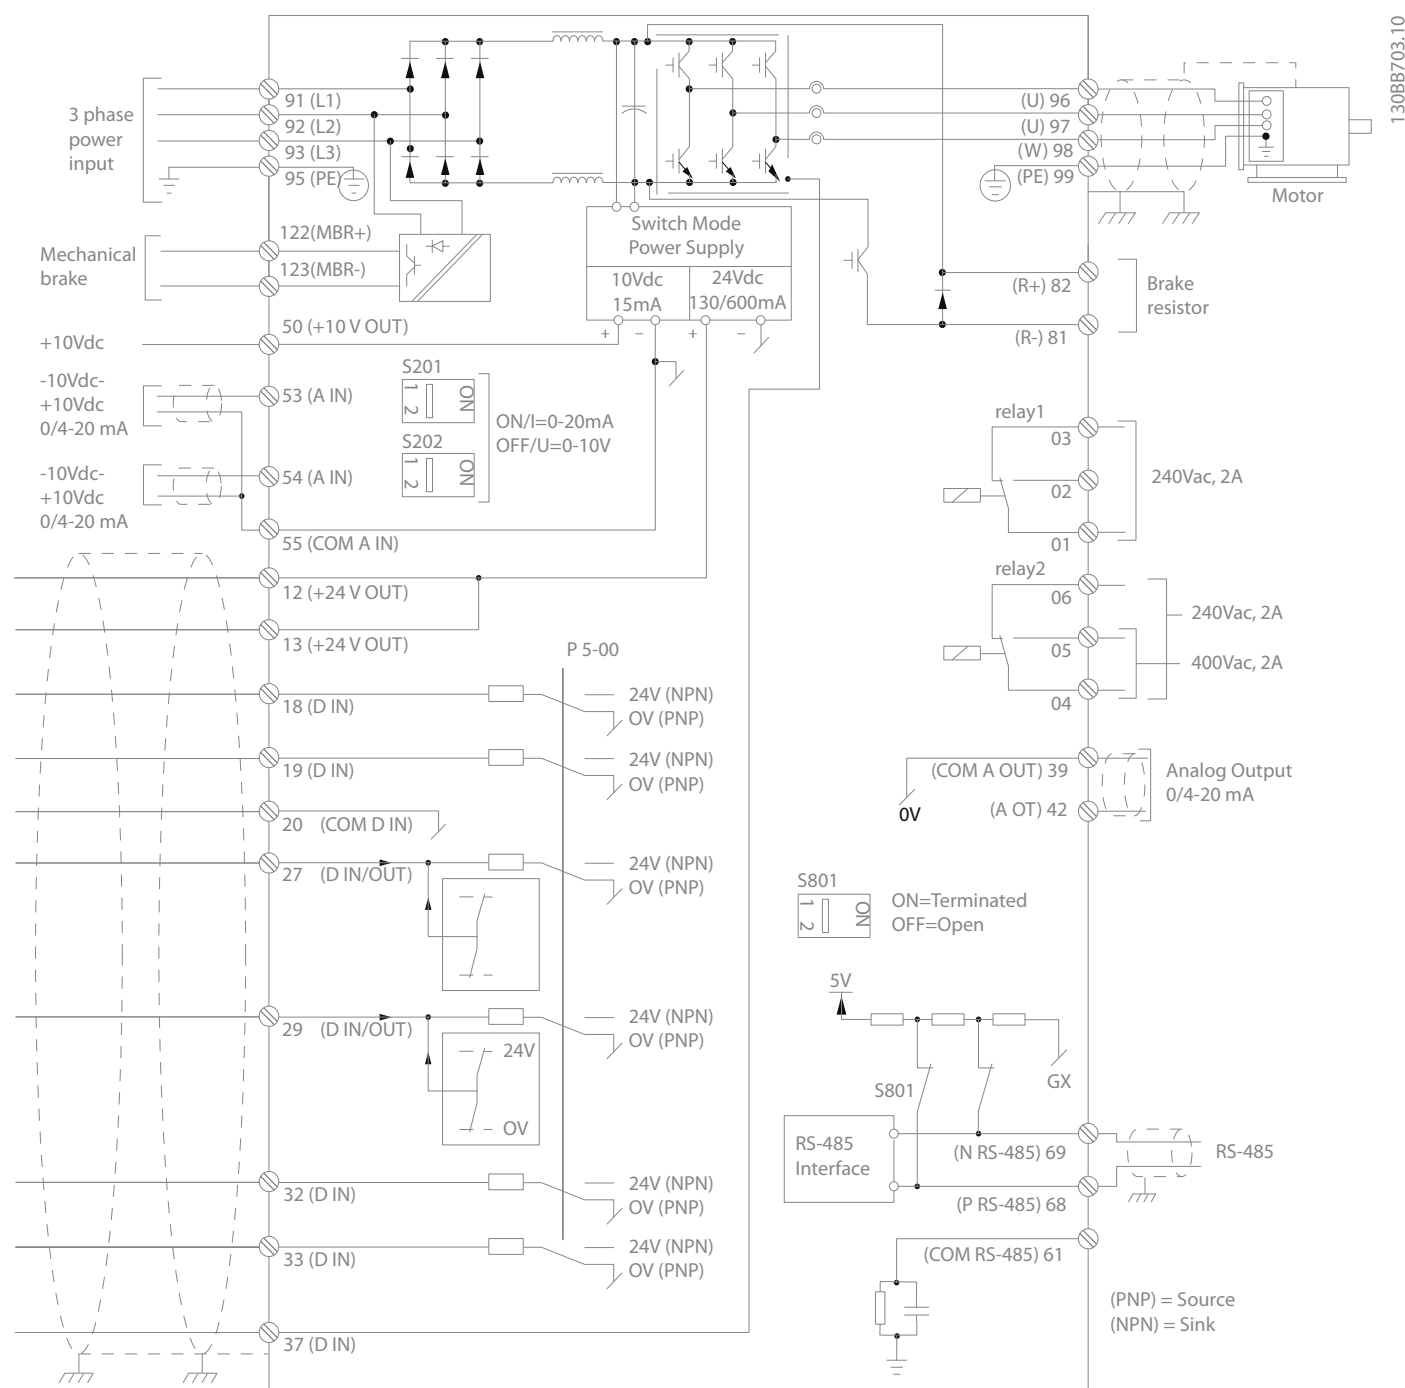 130BB703.10
3 phase
power
input
91 (L1)
92 (L2)
93 (L3)
95 (PE)
(U) 96
(U) 97
(W) 98
(PE) 99
Motor
Switch Mode
Power Supply
10Vdc
15mA
24Vdc
130/600mA
+
−
+
−
Mechanical
brake
122(MBR+)
123(MBR-)
(R+) 82
(R-) 81
Brake
resistor
+10Vdc
50 (+10 V OUT)
-10Vdc-
+10Vdc
0/4-20 mA
53 (A IN)
S201
1
2
ON
S202
1
2
ON
ON/I=0-20mA
OFF/U=0-10V
-10Vdc-
+10Vdc
0/4-20 mA
54 (A IN)
55 (COM A IN)
relay1
03
02
01
240Vac, 2A
relay2
06
05
04
240Vac, 2A
400Vac, 2A
12 (+24 V OUT)
13 (+24 V OUT)
P 5-00
18 (D IN)
24V (NPN)
OV (PNP)
19 (D IN)
24V (NPN)
OV (PNP)
20 (COM D IN)
27 (D IN/OUT)
24V (NPN)
OV (PNP)
29 (D IN/OUT)
24V (NPN)
OV (PNP)
24V
OV
32 (D IN)
24V (NPN)
OV (PNP)
33 (D IN)
24V (NPN)
OV (PNP)
37 (D IN)
(COM A OUT) 39
0V
(A OT) 42
Analog Output
0/4-20 mA
S801
1
2
ON
ON=Terminated
OFF=Open
5V
S801
GX
RS-485
Interface
(N RS-485) 69
(P RS-485) 68
RS-485
(COM RS-485) 61
(PNP) = Source
(NPN) = Sink